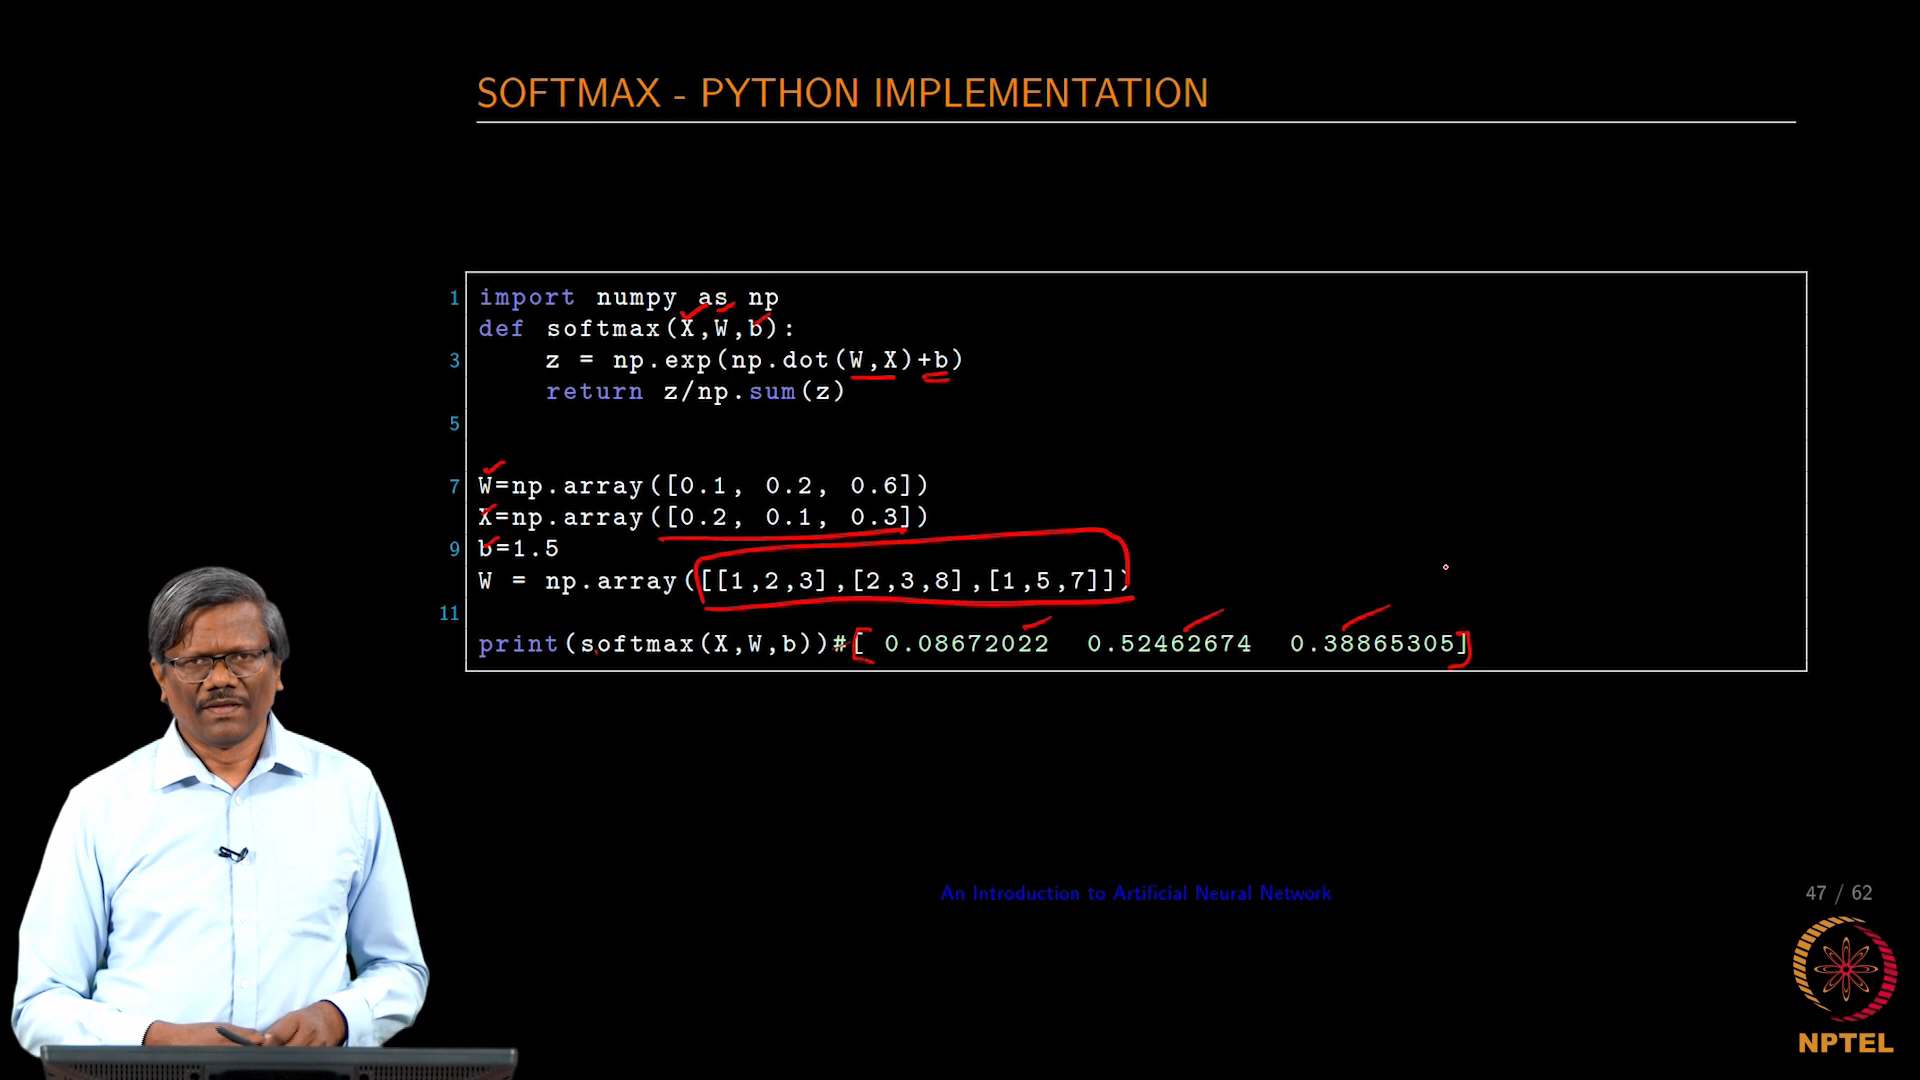 SOFTMAX - PYTHON IMPLEMENTATION
1 import numpy as np
def softmax(X,W,b):
3 z = np.exp(np.dot(W,X)+b)
return z/np.sum(z)
5
7 W=np.array([0.1, 0.2, 0.6])
X=np.array([0.2, 0.1, 0.3])
9 b=1.5
W = np.array([[1,2,3],[2,3,8],[1,5,7]])
11
print(softmax(X,W,b))#[ 0.08672022 0.52462674 0.38865305]
An Introduction to Artificial Neural Network
47 / 62
NPTEL